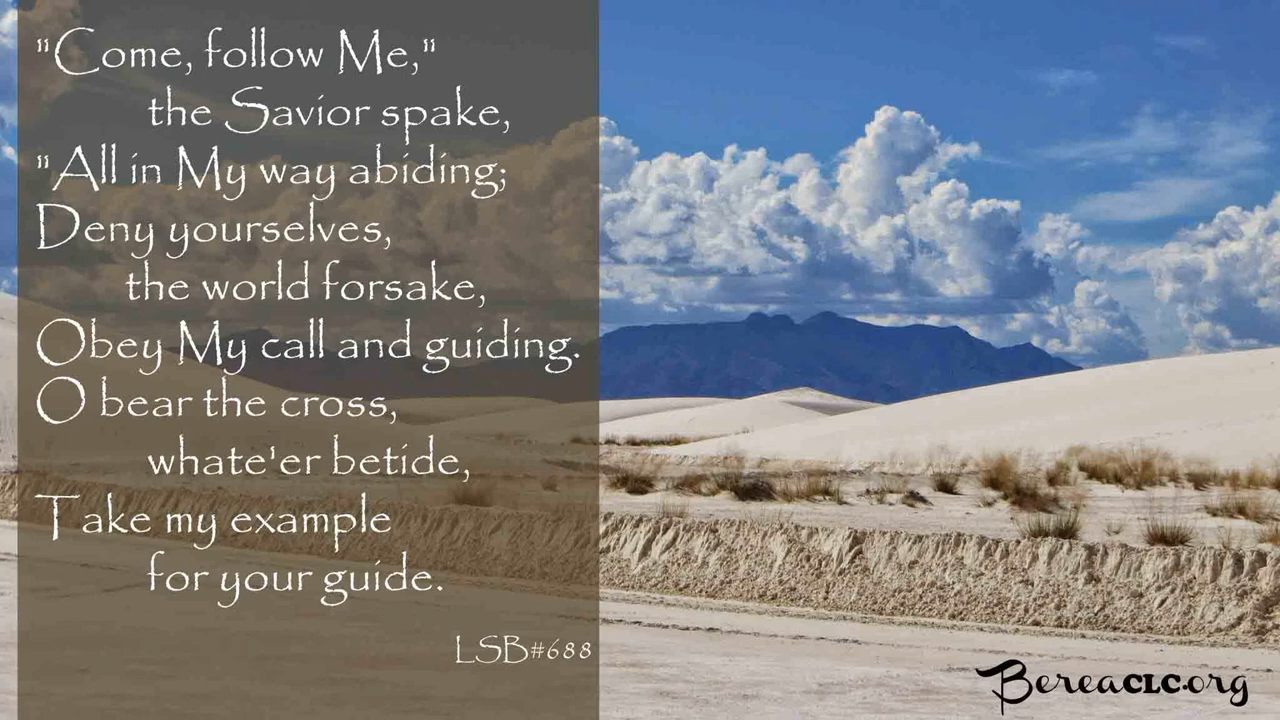 "Come, follow Me,"
the Savior spake,
"All in My way abiding;
Deny yourselves,
the world forsake,
Obey My call and guiding.
O bear the cross,
whate'er betide,
Take my example
for your guide.
LSB#688
BereaCLC.org